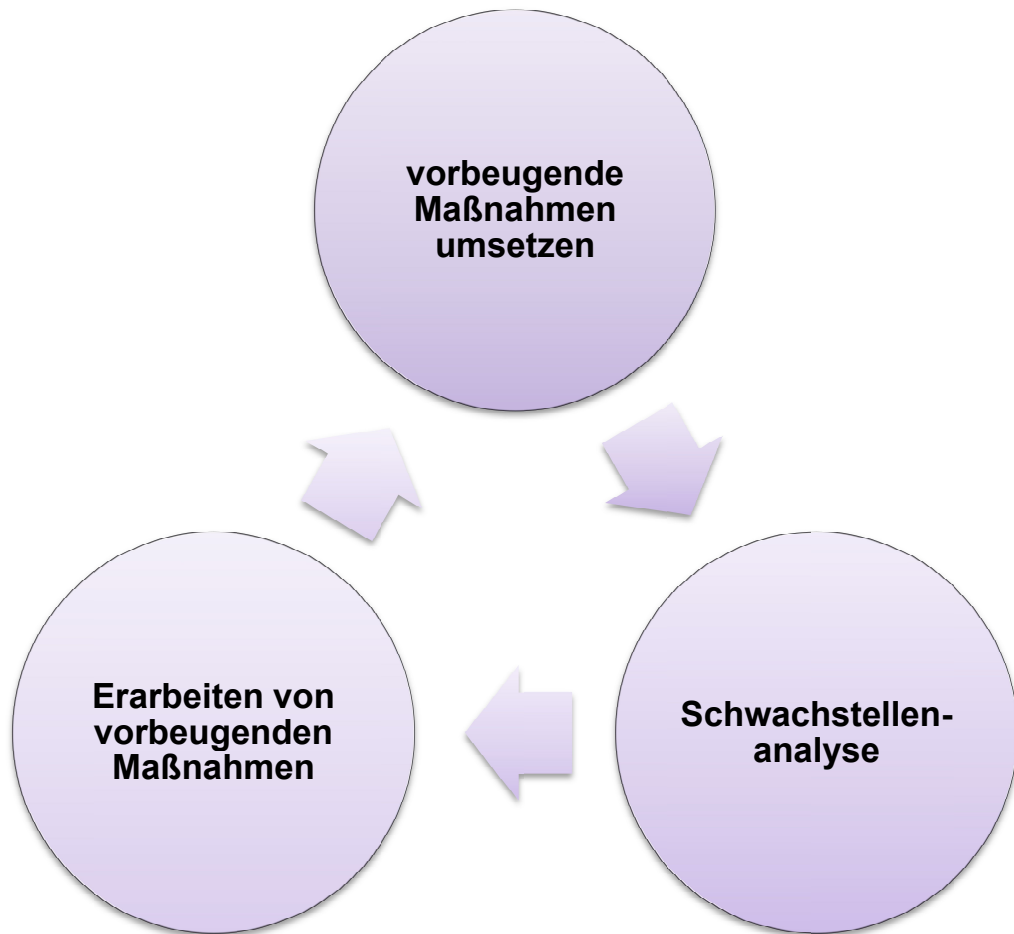 vorbeugende
Maßnahmen
umsetzen
Schwachstellen-
analyse
Erarbeiten von
vorbeugenden
Maßnahmen